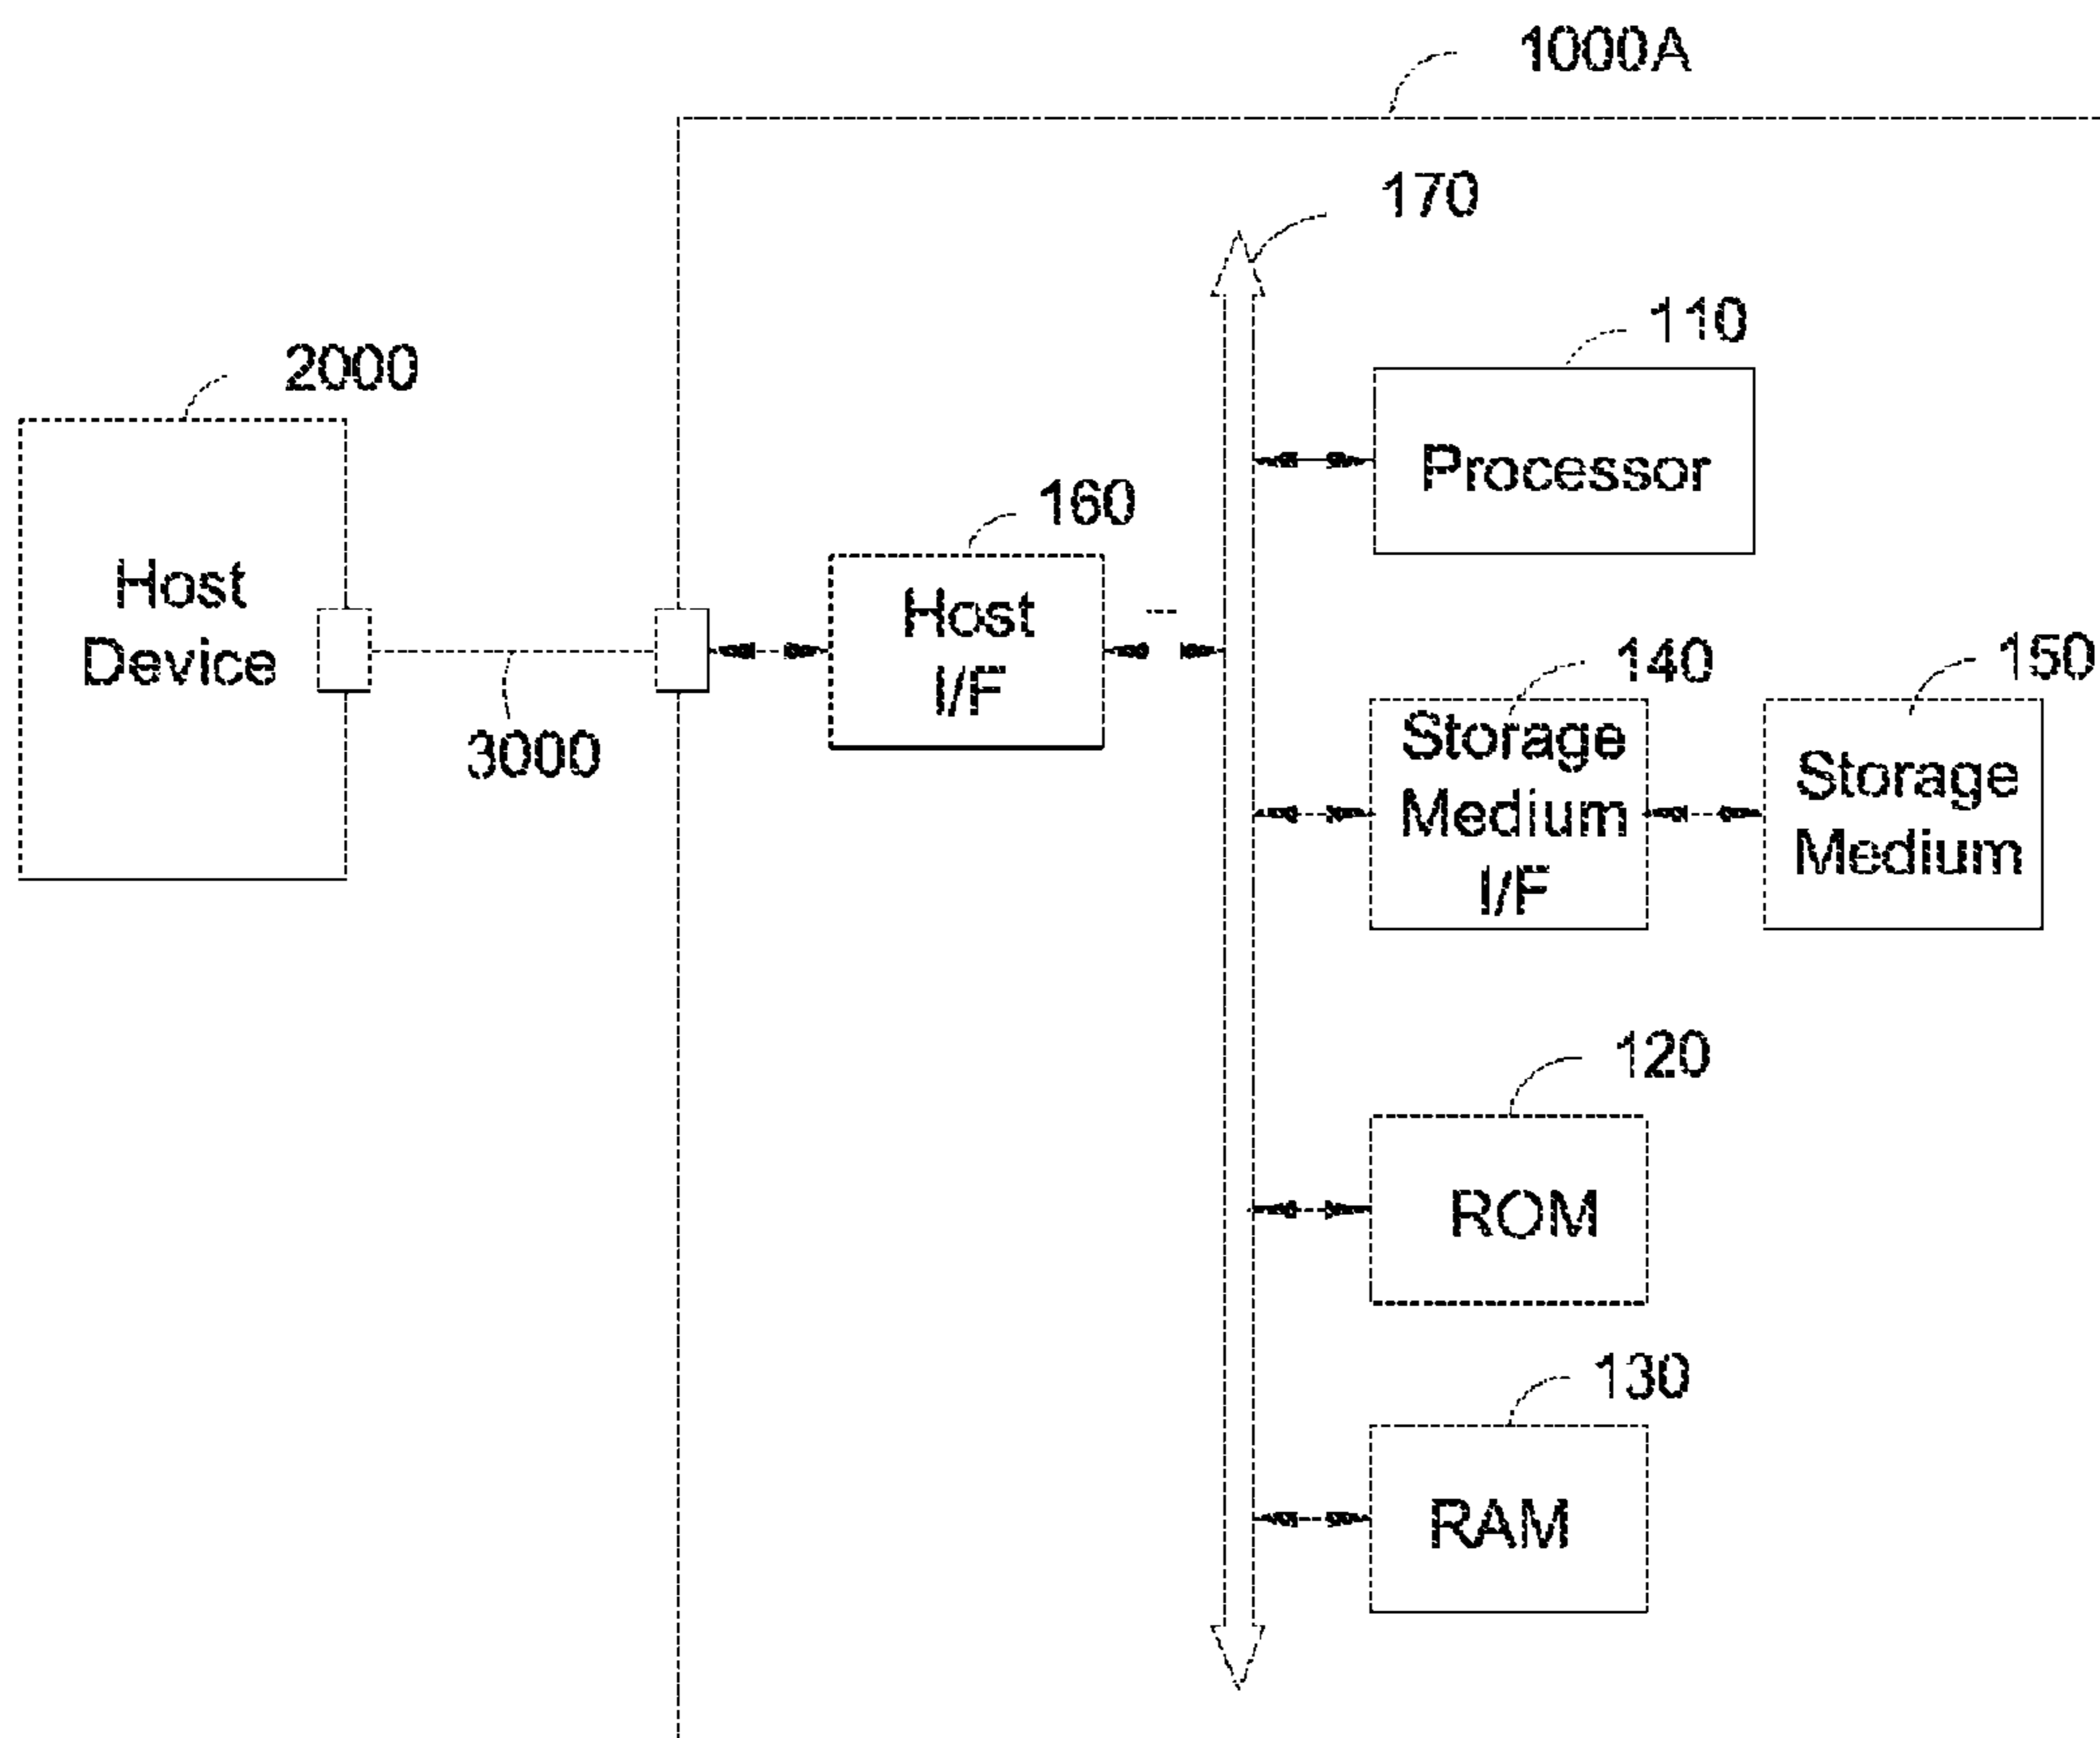 1000A
170
110
2000
Processor
160
Host
Device
Host
I/F
3000
140
150
Storage
Medium
I/F
Storage
Medium
120
ROM
130
RAM